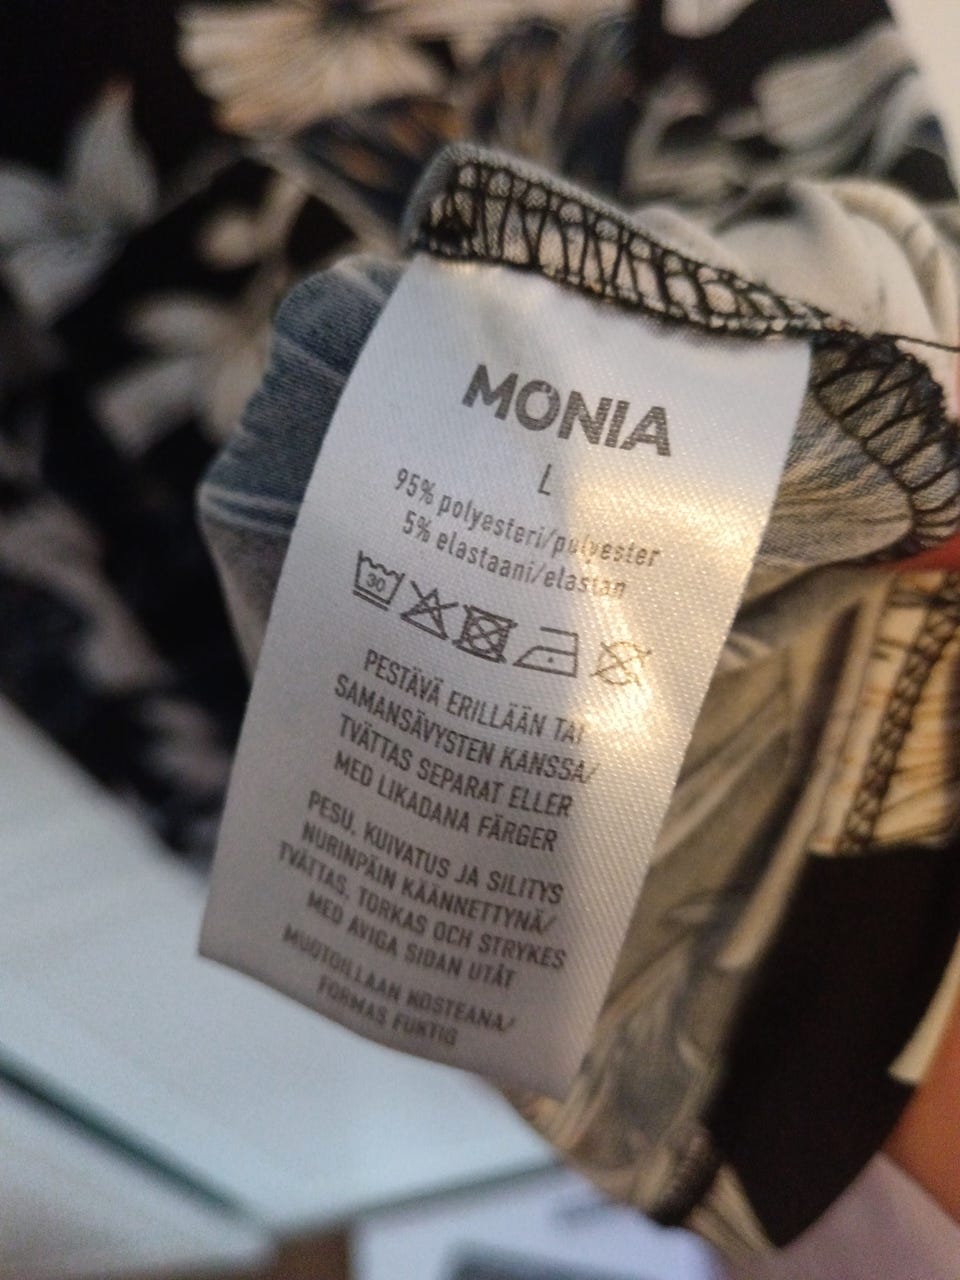 MONIA
L
95% polyesteri/polyester
5% elastaani/elastan
30
PESTÄVÄ ERILLÄÄN TAI
SAMANSÄVYSTEN KANSSA/
TVÄTTAS SEPARAT ELLER
MED LIKADANA FÄRGER
PESU, KUIVATUS JA SILITYS
NURINPÄIN KÄÄNNETTYNÄ/
TVÄTTAS, TORKAS OCH STRYKES
MED AVIGA SIDAN UTÅT
MUOTOILLAAN KOSTEANA/
FORMAS FUKTIG